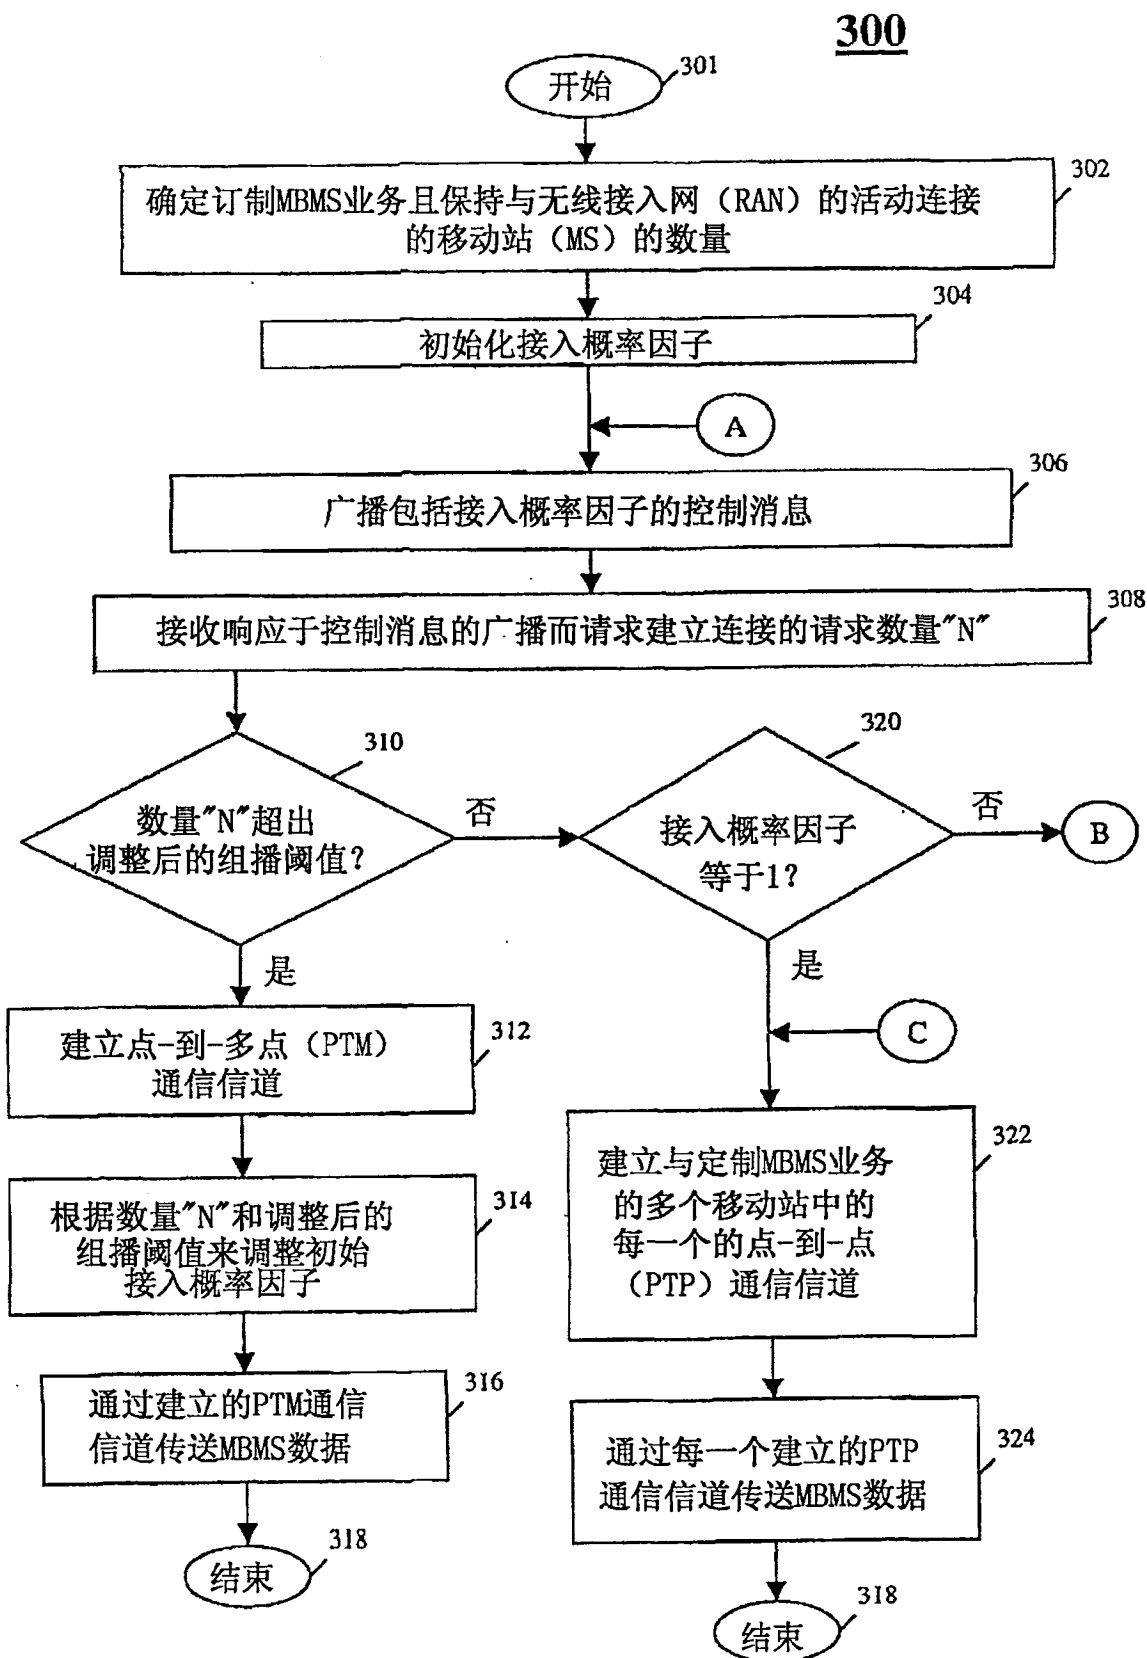 300
开始
301
302
确定订制MBMS业务且保持与无线接入网（RAN）的活动连接
的移动站（MS）的数量
304
初始化接入概率因子
A
306
广播包括接入概率因子的控制消息
308
接收响应于控制消息的广播而请求建立连接的请求数量"N"
310
数量"N"超出
调整后的组播阈值?
否
320
接入概率因子
等于1?
否
B
是
是
C
312
建立点-到-多点（PTM）
通信信道
314
根据数量"N"和调整后的
组播阈值来调整初始
接入概率因子
322
建立与定制MBMS业务
的多个移动站中的
每一个的点-到-点
（PTP）通信信道
316
通过建立的PTM通信
信道传送MBMS数据
324
通过每一个建立的PTP
通信信道传送MBMS数据
318
结束
318
结束